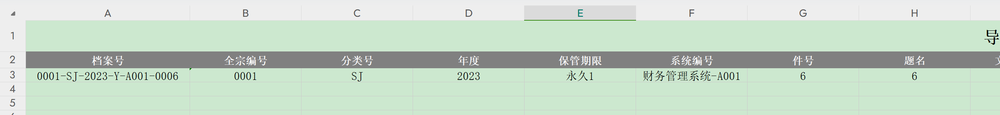 A B C D E F G H
1 导
2 档案号 全宗编号 分类号 年度 保管期限 系统编号 件号 题名
3 0001-SJ-2023-Y-A001-0006 0001 SJ 2023 永久1 财务管理系统-A001 6 6
4
5